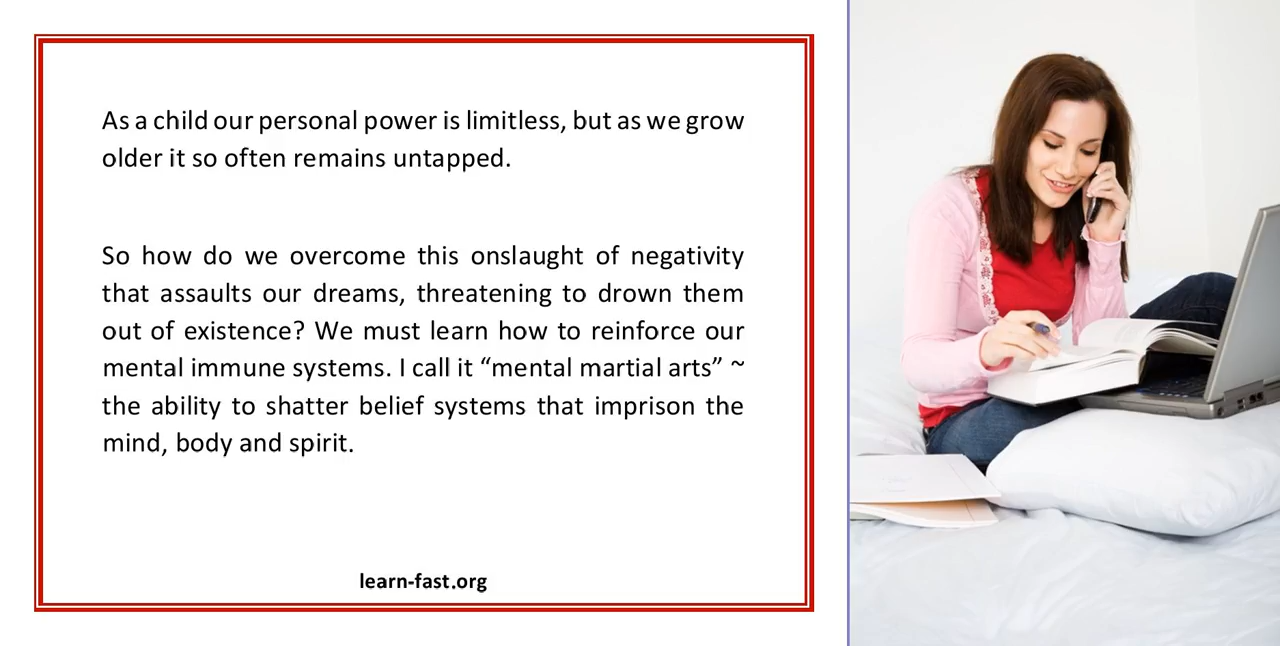 As a child our personal power is limitless, but as we grow
older it so often remains untapped.
So how do we overcome this onslaught of negativity
that assaults our dreams, threatening to drown them
out of existence? We must learn how to reinforce our
mental immune systems. I call it “mental martial arts” ~
the ability to shatter belief systems that imprison the
mind, body and spirit.
learn-fast.org